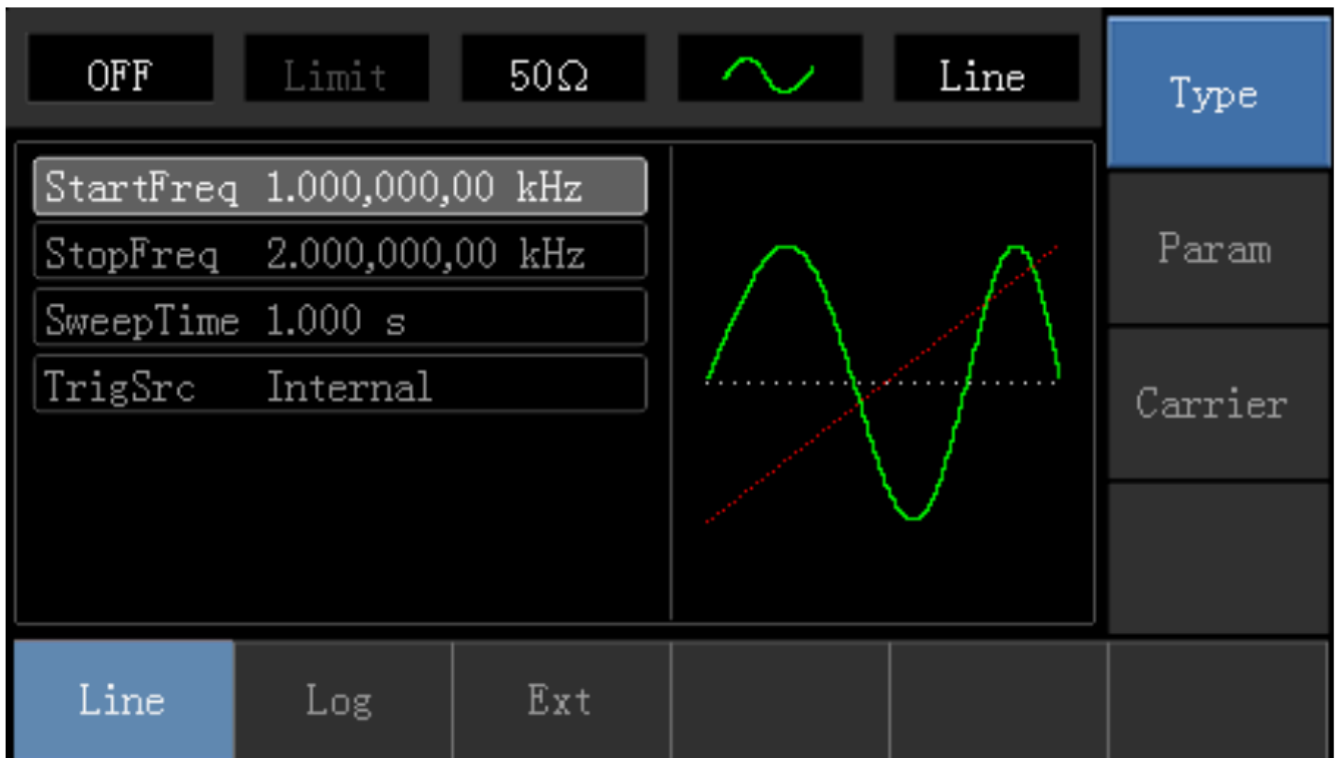 OFF Limit 50Ω Line
Type
StartFreq 1.000,000,00 kHz
StopFreq 2.000,000,00 kHz
SweepTime 1.000 s
TrigSrc Internal
Param
Carrier
Line Log Ext